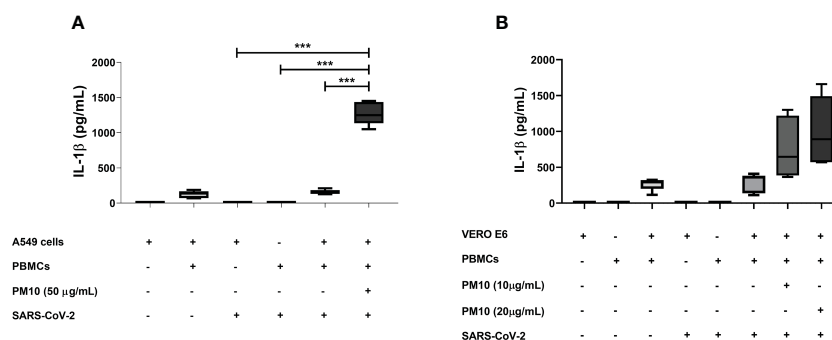 A
***
***
***
2000
1500
1000
500
0
IL-1β (pg/mL)
A549 cells + + + - + +
PBMCs - + - + + +
PM10 (50 μg/mL) - - - - - +
SARS-CoV-2 - - + + + +
B
2000
1500
1000
500
0
IL-1β (pg/mL)
VERO E6 + - + + - + + +
PBMCs - + + - + + + +
PM10 (10μg/mL) - - - - - - + -
PM10 (20μg/mL) - - - - - - - +
SARS-CoV-2 - - - + + + + +